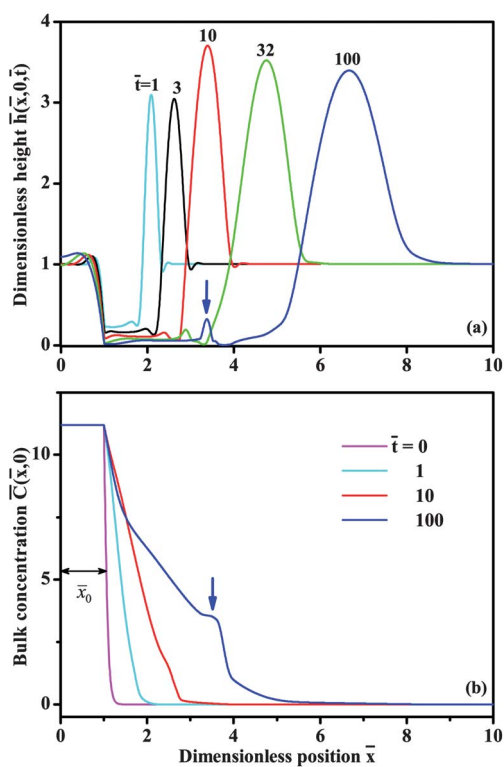 4
3
2
1
0
Dimensionless height h̄(x̄,0,t̄)
t̄=1
3
10
32
100
(a)
0 2 4 6 8 10
10
5
0
Bulk concentration C̄(x̄,0)
t̄ = 0
1
10
100
x̄₀
(b)
0 2 4 6 8 10
Dimensionless position x̄